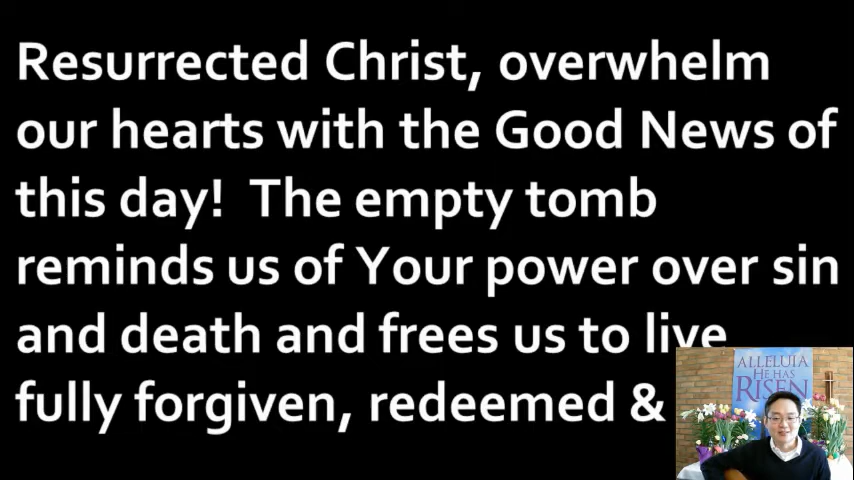 Resurrected Christ, overwhelm
our hearts with the Good News of
this day!  The empty tomb
reminds us of Your power over sin
and death and frees us to live
fully forgiven, redeemed &
ALLELUIA
HE HAS
RISEN